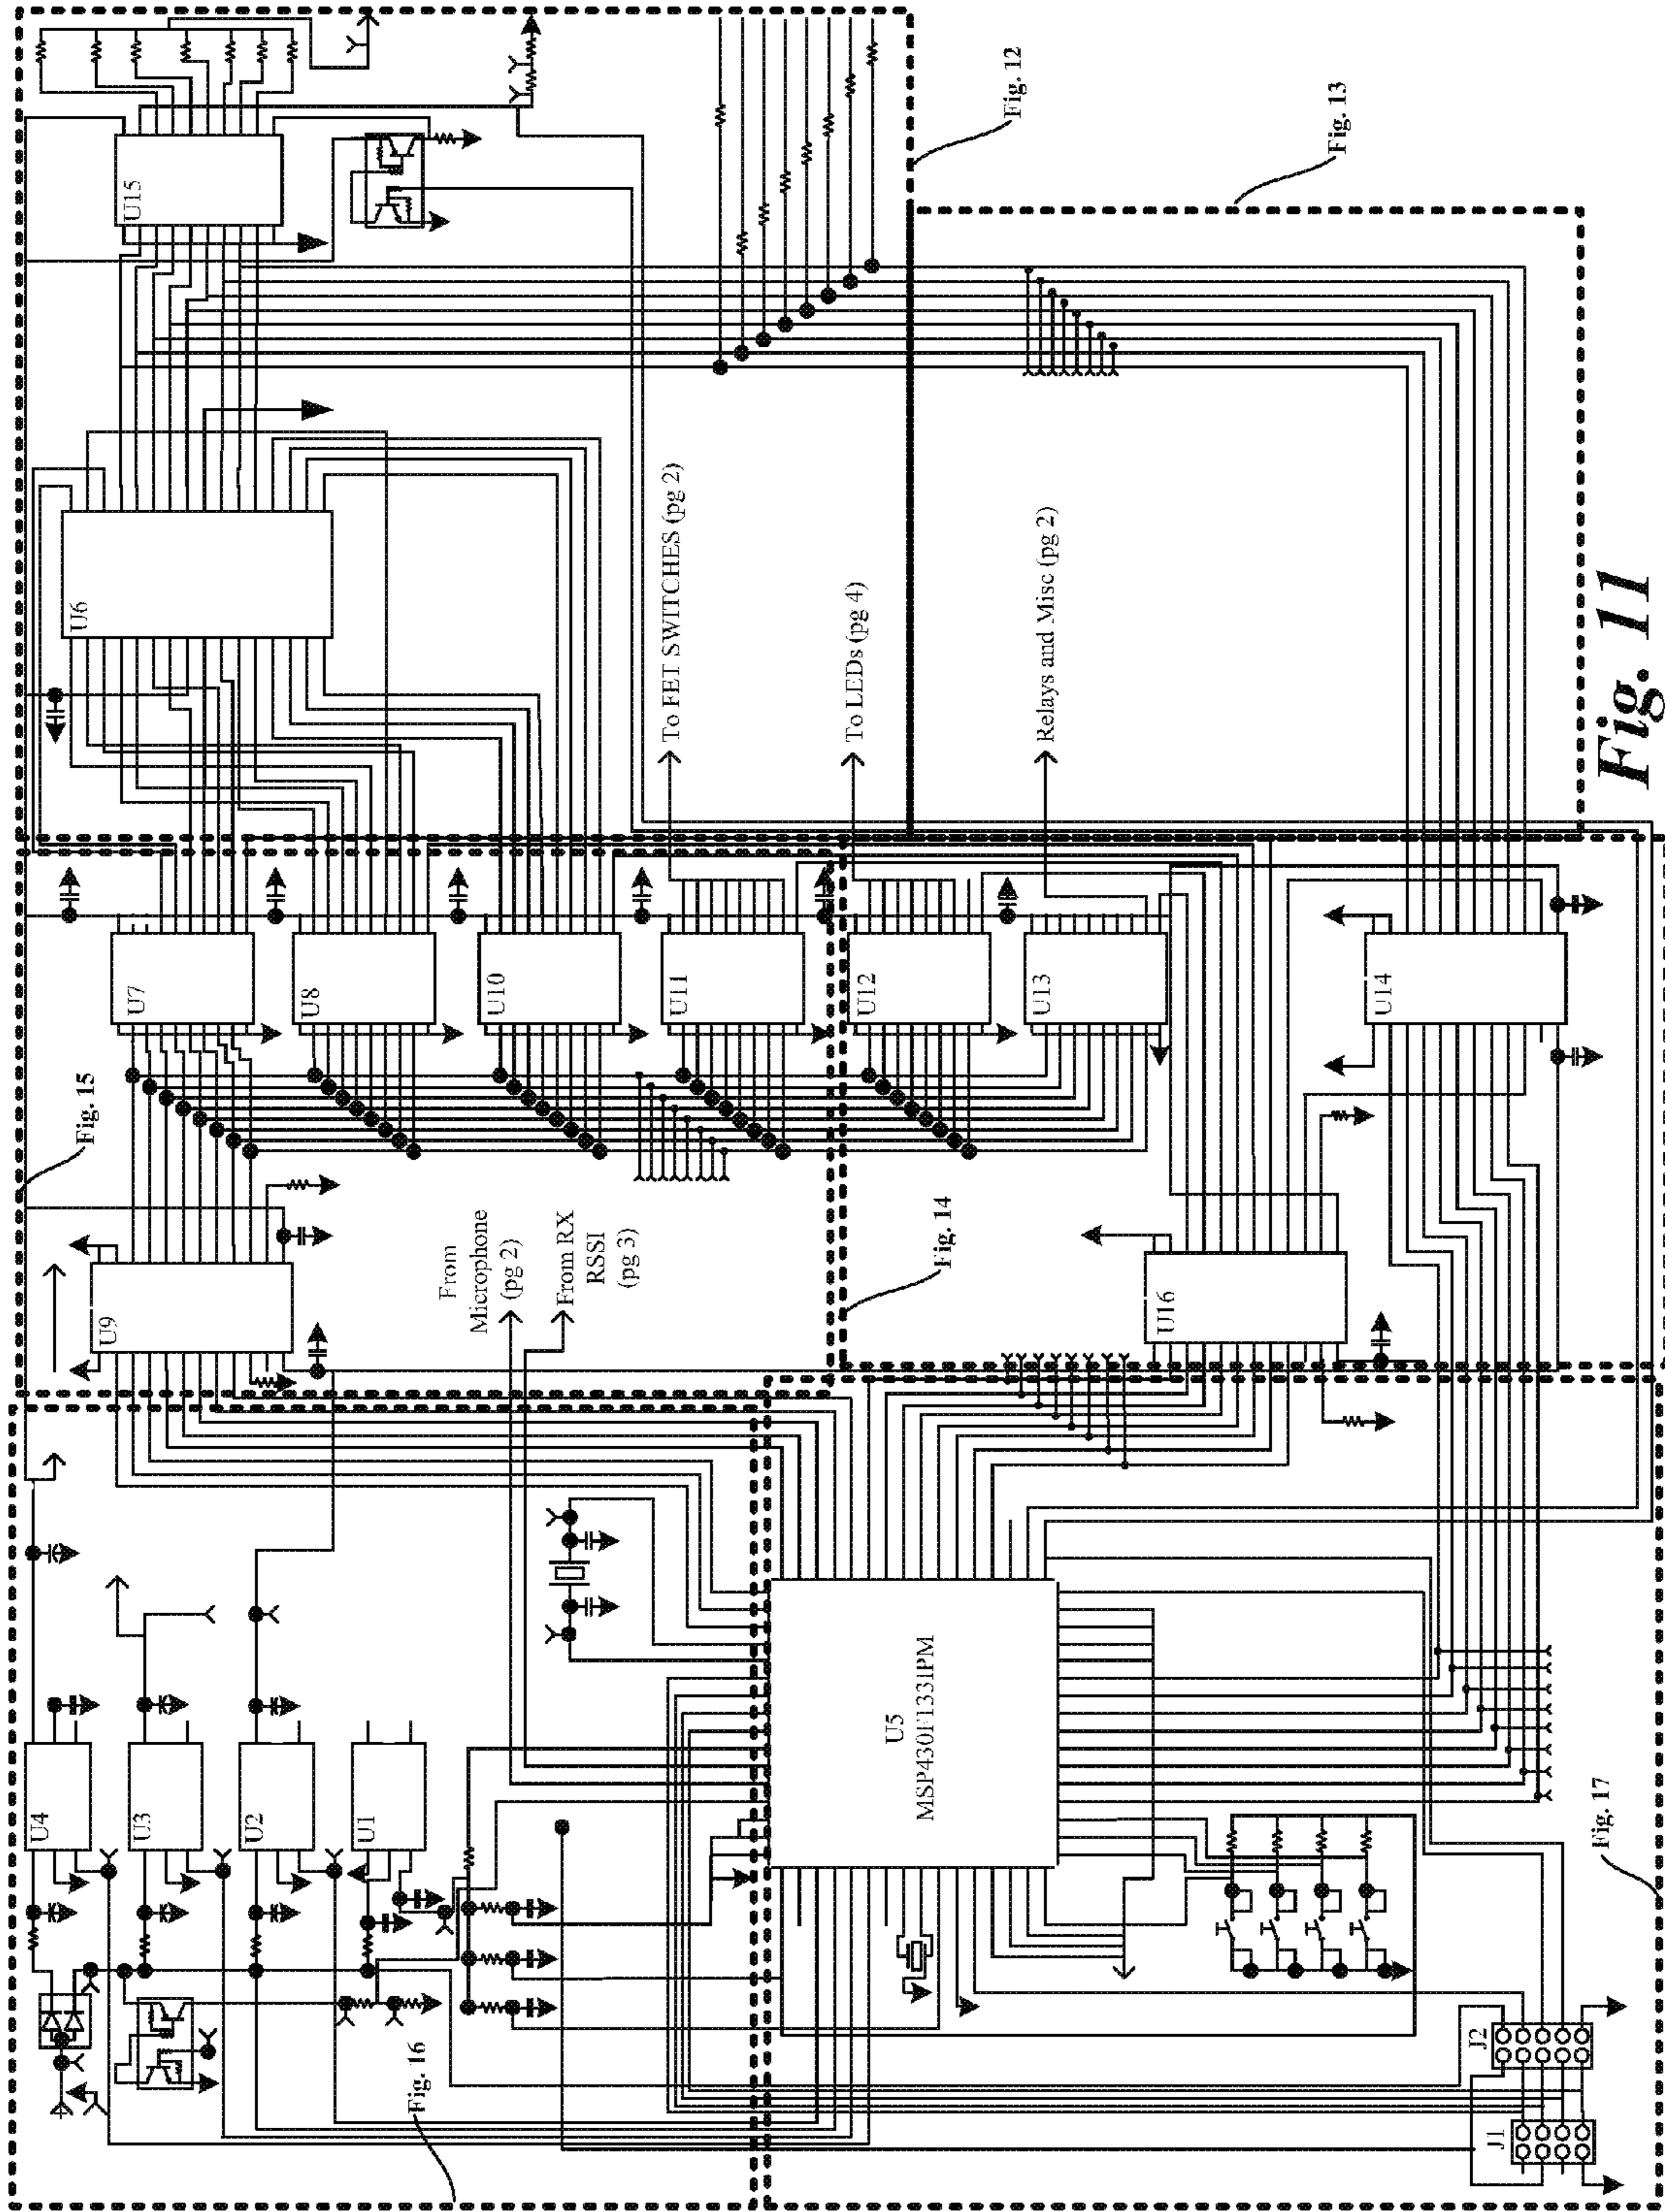 U4
U6
Fig. 15
U9
U15
U3
U7
U2
U8
U1
Fig. 16
From
Microphone
(pg 2)
U10
From RX
RSSI
(pg 3)
U11
To FET SWITCHES (pg 2)
U5
MSP430F133IPM
U12
To LEDs (pg 4)
Fig. 14
Fig. 12
U13
Relays and Misc (pg 2)
U16
Fig. 13
U14
J2
J1
Fig. 17
Fig. 11